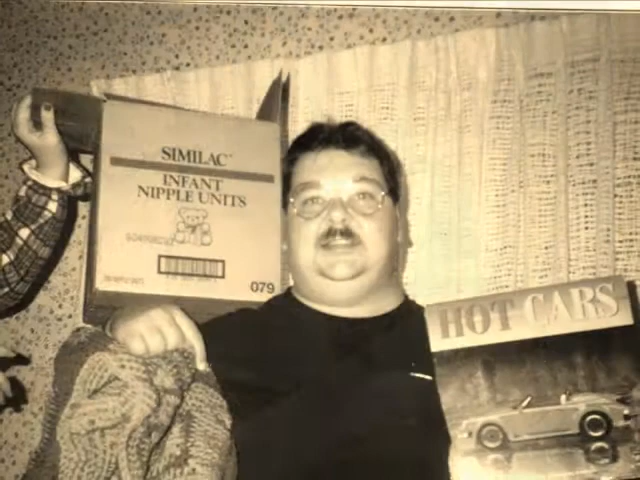 SIMILAC
INFANT
NIPPLE UNITS
079
HOT CARS